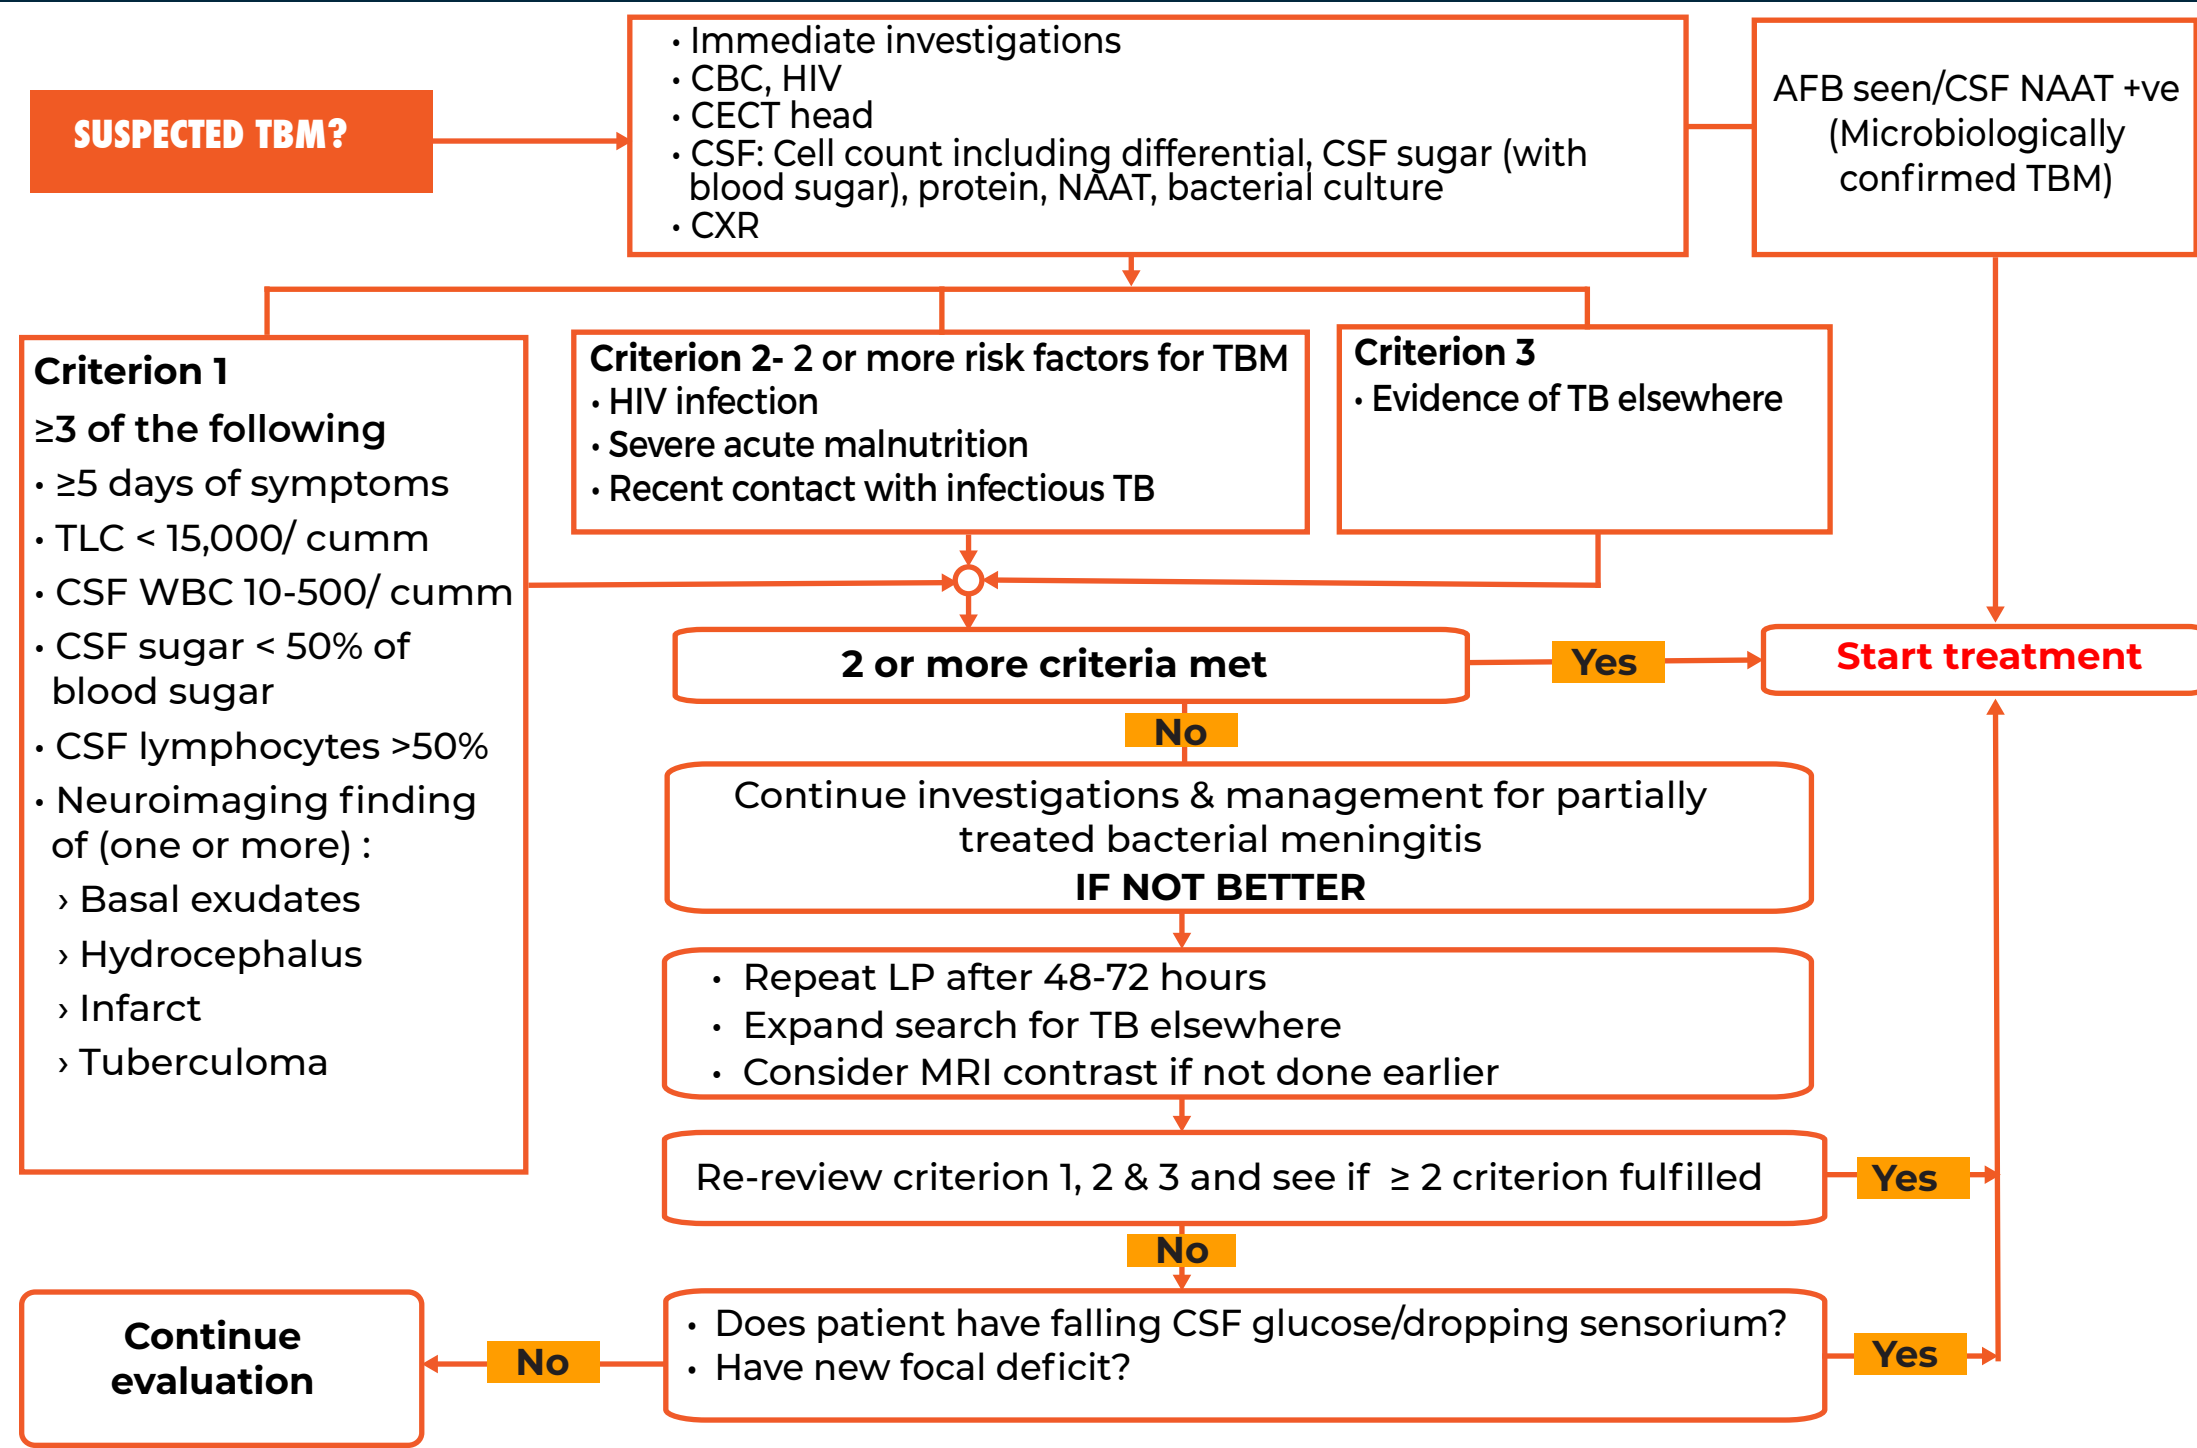 SUSPECTED TBM?
· Immediate investigations
· CBC, HIV
· CECT head
· CSF: Cell count including differential, CSF sugar (with
blood sugar), protein, NAAT, bacterial culture
· CXR
AFB seen/CSF NAAT +ve
(Microbiologically
confirmed TBM)
Criterion 1
≥3 of the following
· ≥5 days of symptoms
· TLC < 15,000/ cumm
· CSF WBC 10-500/ cumm
· CSF sugar < 50% of
blood sugar
· CSF lymphocytes >50%
· Neuroimaging finding
of (one or more) :
› Basal exudates
› Hydrocephalus
› Infarct
› Tuberculoma
Criterion 2- 2 or more risk factors for TBM
· HIV infection
· Severe acute malnutrition
· Recent contact with infectious TB
Criterion 3
· Evidence of TB elsewhere
2 or more criteria met
Yes
Start treatment
No
Continue investigations & management for partially
treated bacterial meningitis
IF NOT BETTER
· Repeat LP after 48-72 hours
· Expand search for TB elsewhere
· Consider MRI contrast if not done earlier
Re-review criterion 1, 2 & 3 and see if ≥ 2 criterion fulfilled
Yes
No
· Does patient have falling CSF glucose/dropping sensorium?
· Have new focal deficit?
Yes
No
Continue
evaluation